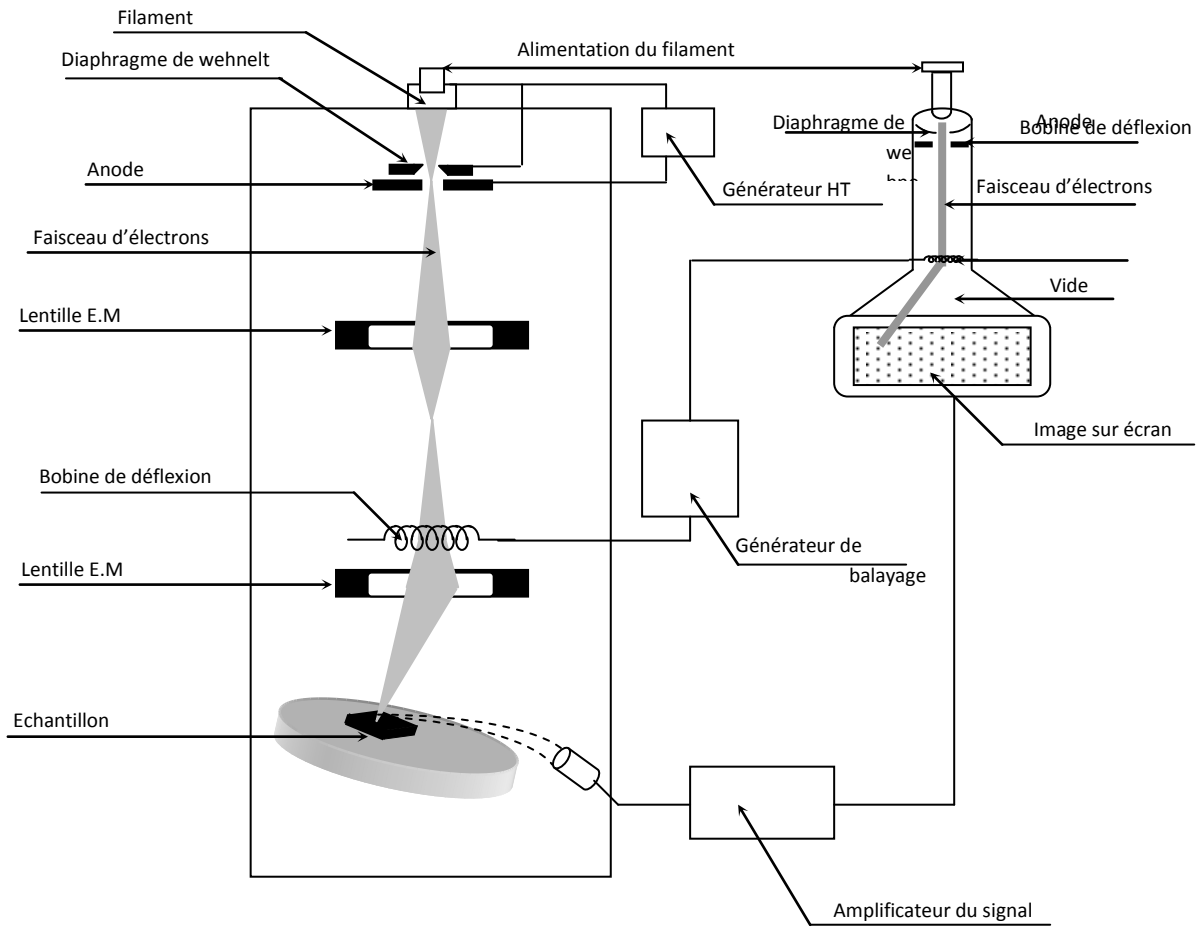 Filament
Alimentation du filament
Diaphragme de wehnelt
Diaphragme de
we
Anode
Bobine de déflexion
Anode
Générateur HT
Faisceau d'électrons
Faisceau d'électrons
Vide
Lentille E.M
Image sur écran
Bobine de déflexion
Générateur de
balayage
Lentille E.M
Echantillon
Amplificateur du signal